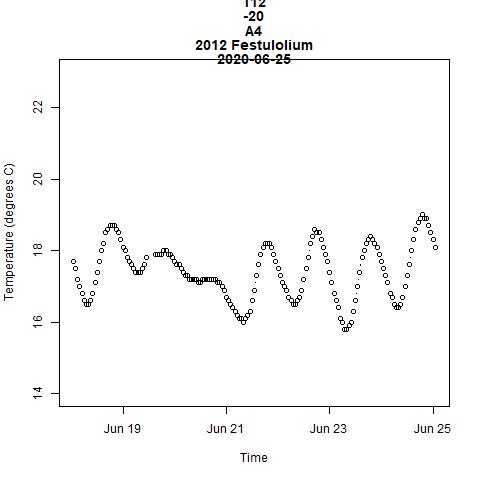 T12
-20
A4
2012 Festulolium
2020-06-25
Temperature (degrees C)
22
20
18
16
14
Jun 19 Jun 21 Jun 23 Jun 25
Time